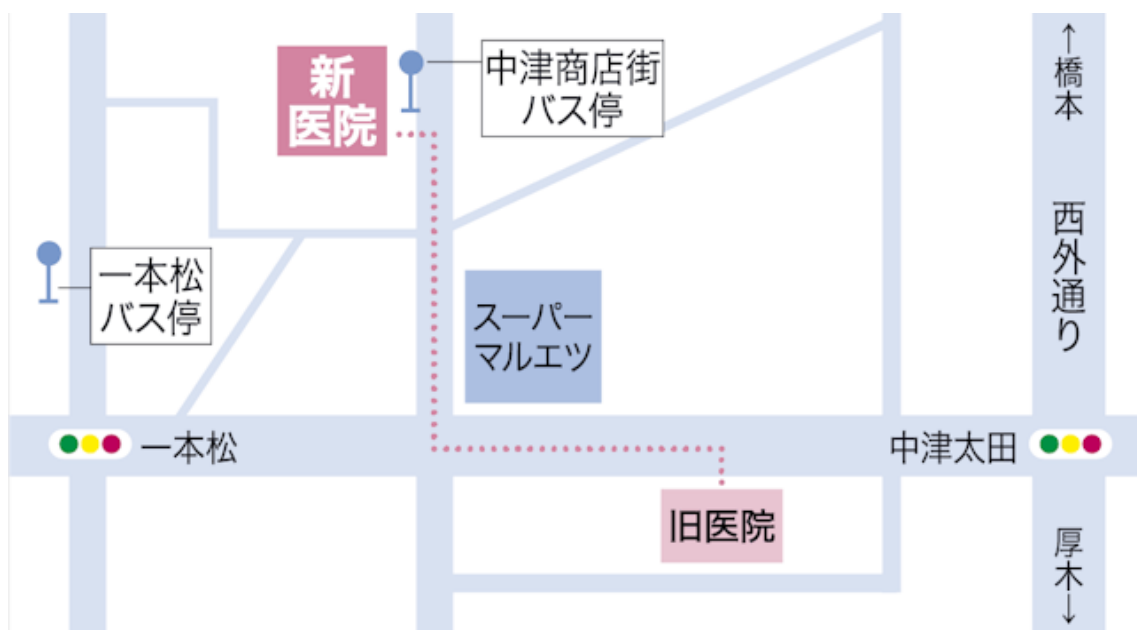 新
医院
中津商店街
バス停
↑橋本
西外通り
一本松
バス停
スーパー
マルエツ
一本松
中津太田
旧医院
厚木↓